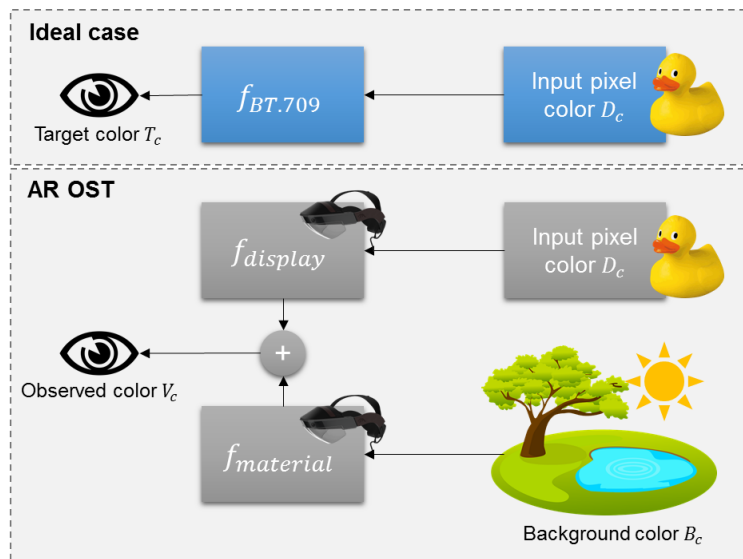 Ideal case
f_BT.709
Input pixel
color D_c
Target color T_c
AR OST
f_display
Input pixel
color D_c
+
Observed color V_c
f_material
Background color B_c